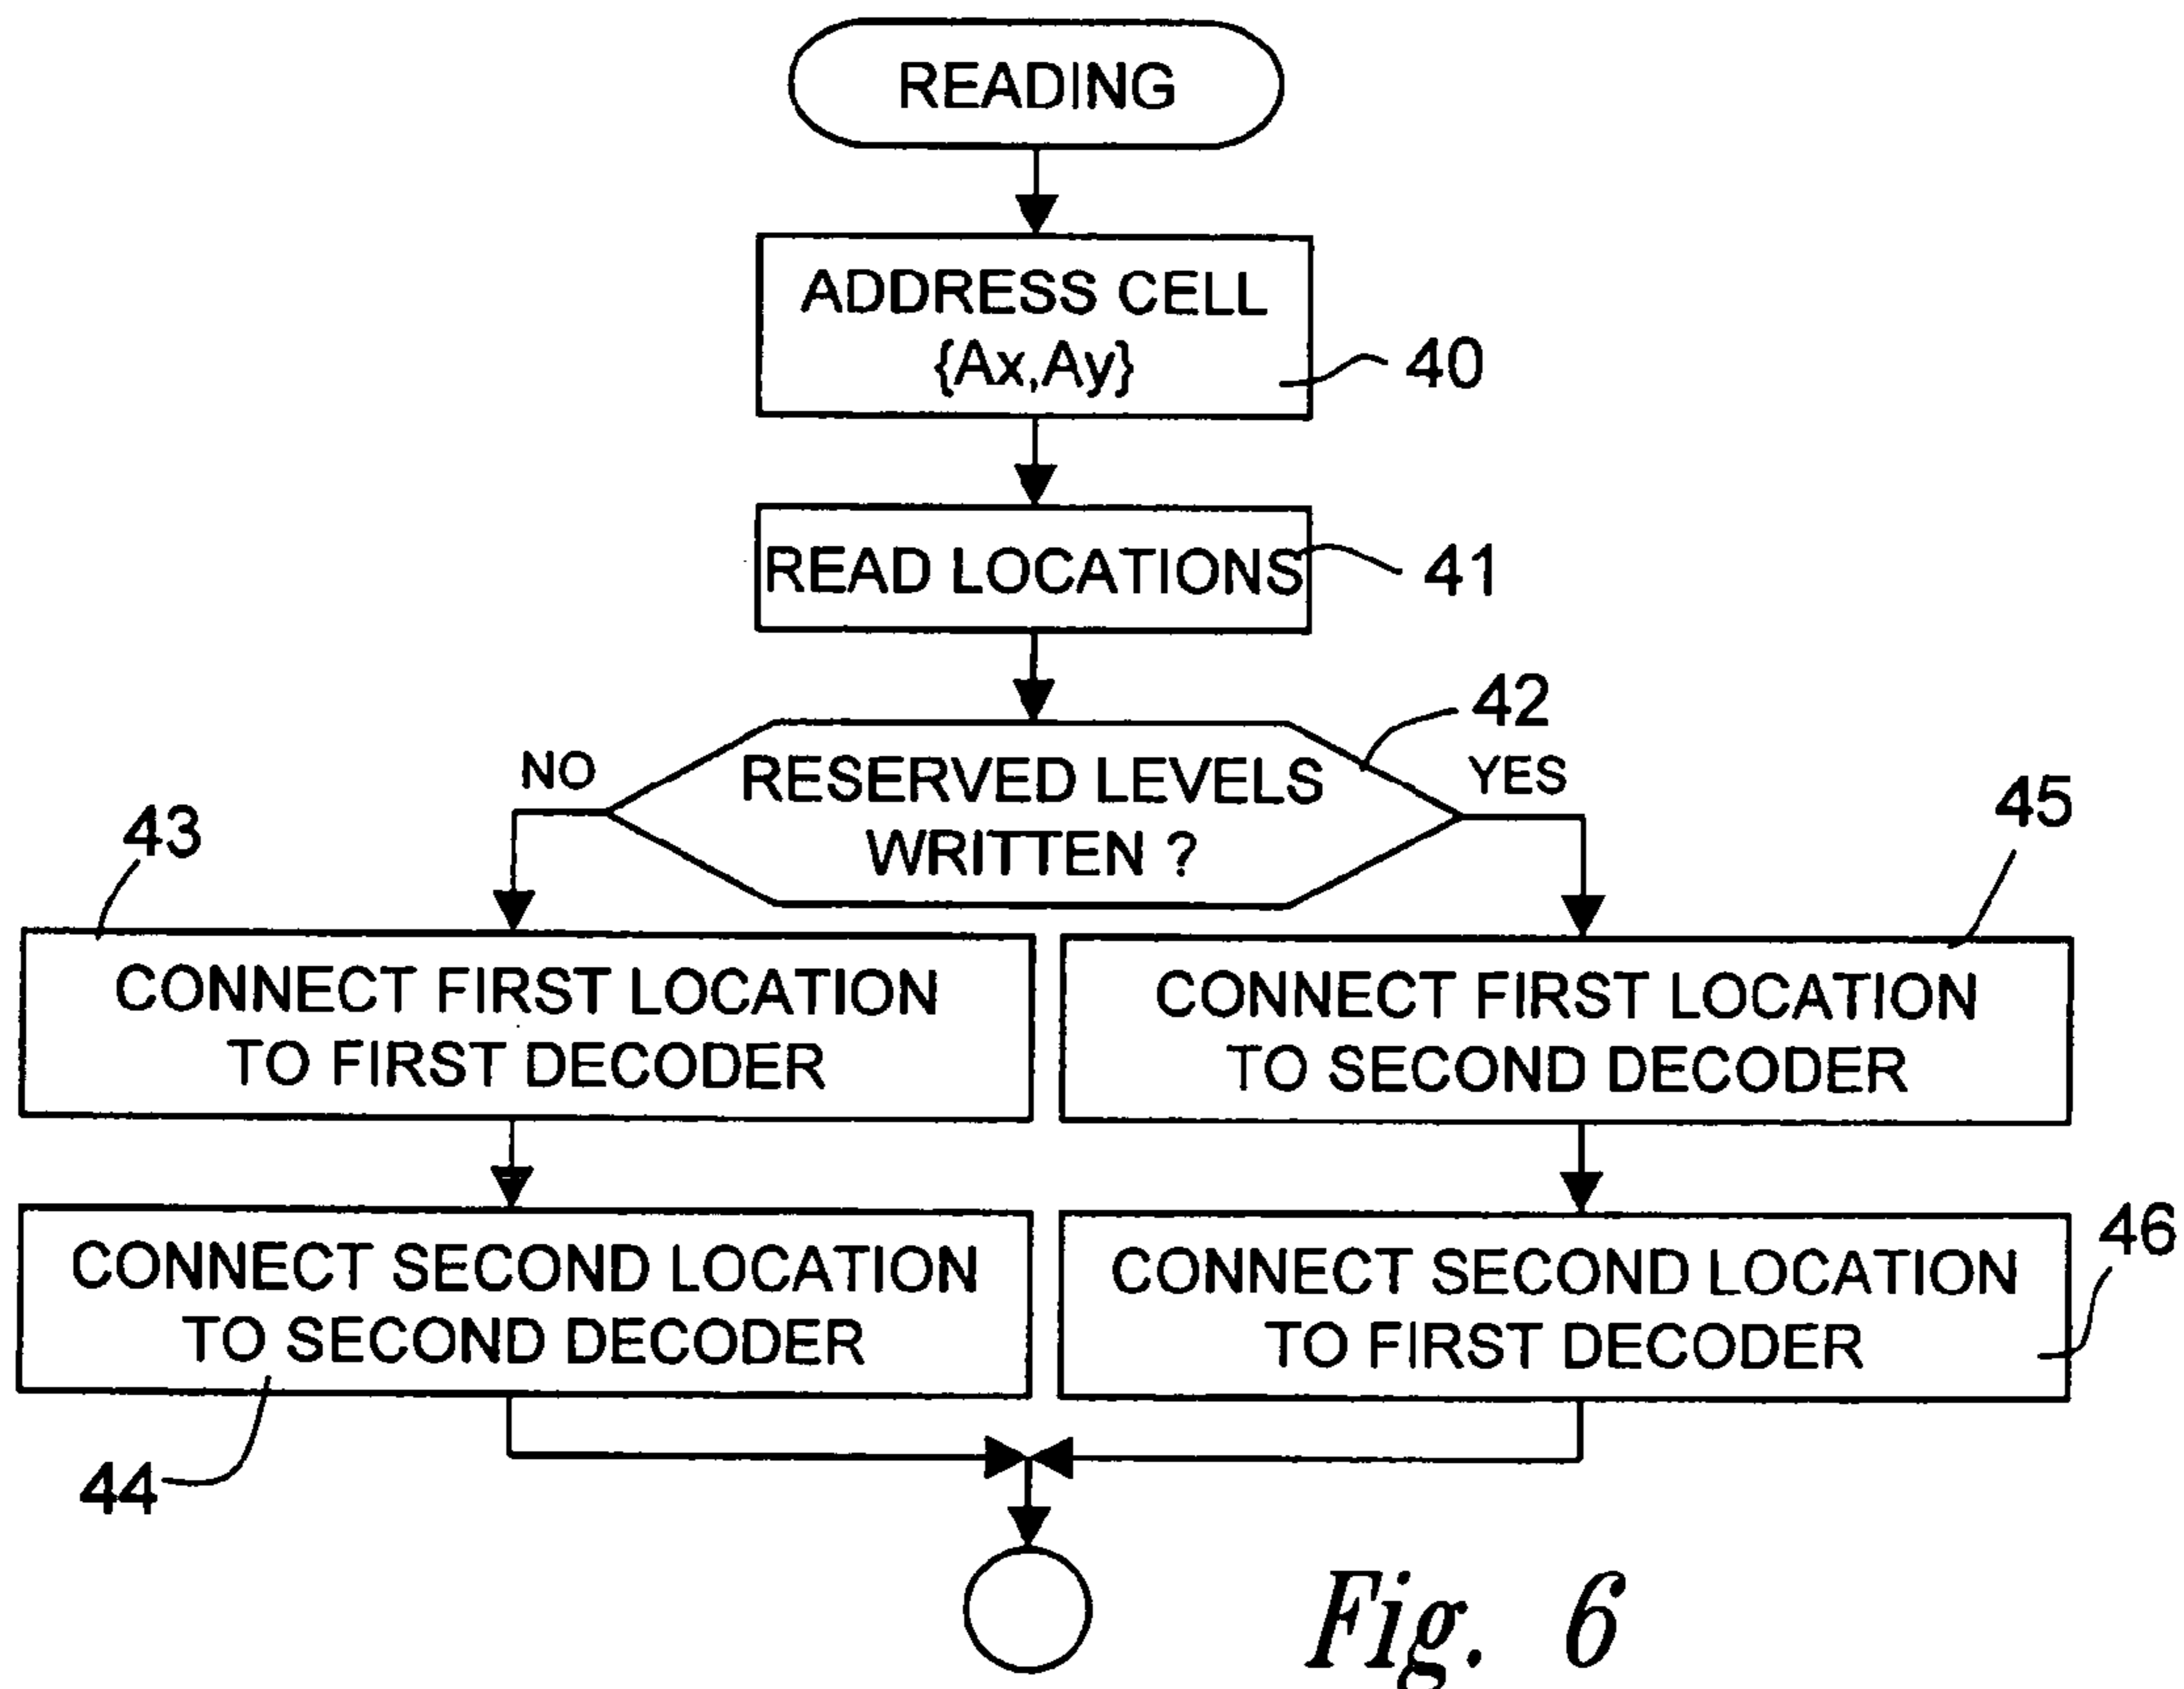 READING
ADDRESS CELL
{Ax,Ay}
40
READ LOCATIONS
41
42
RESERVED LEVELS
WRITTEN ?
NO
YES
43
45
CONNECT FIRST LOCATION
TO FIRST DECODER
CONNECT FIRST LOCATION
TO SECOND DECODER
CONNECT SECOND LOCATION
TO SECOND DECODER
44
CONNECT SECOND LOCATION
TO FIRST DECODER
46
Fig. 6